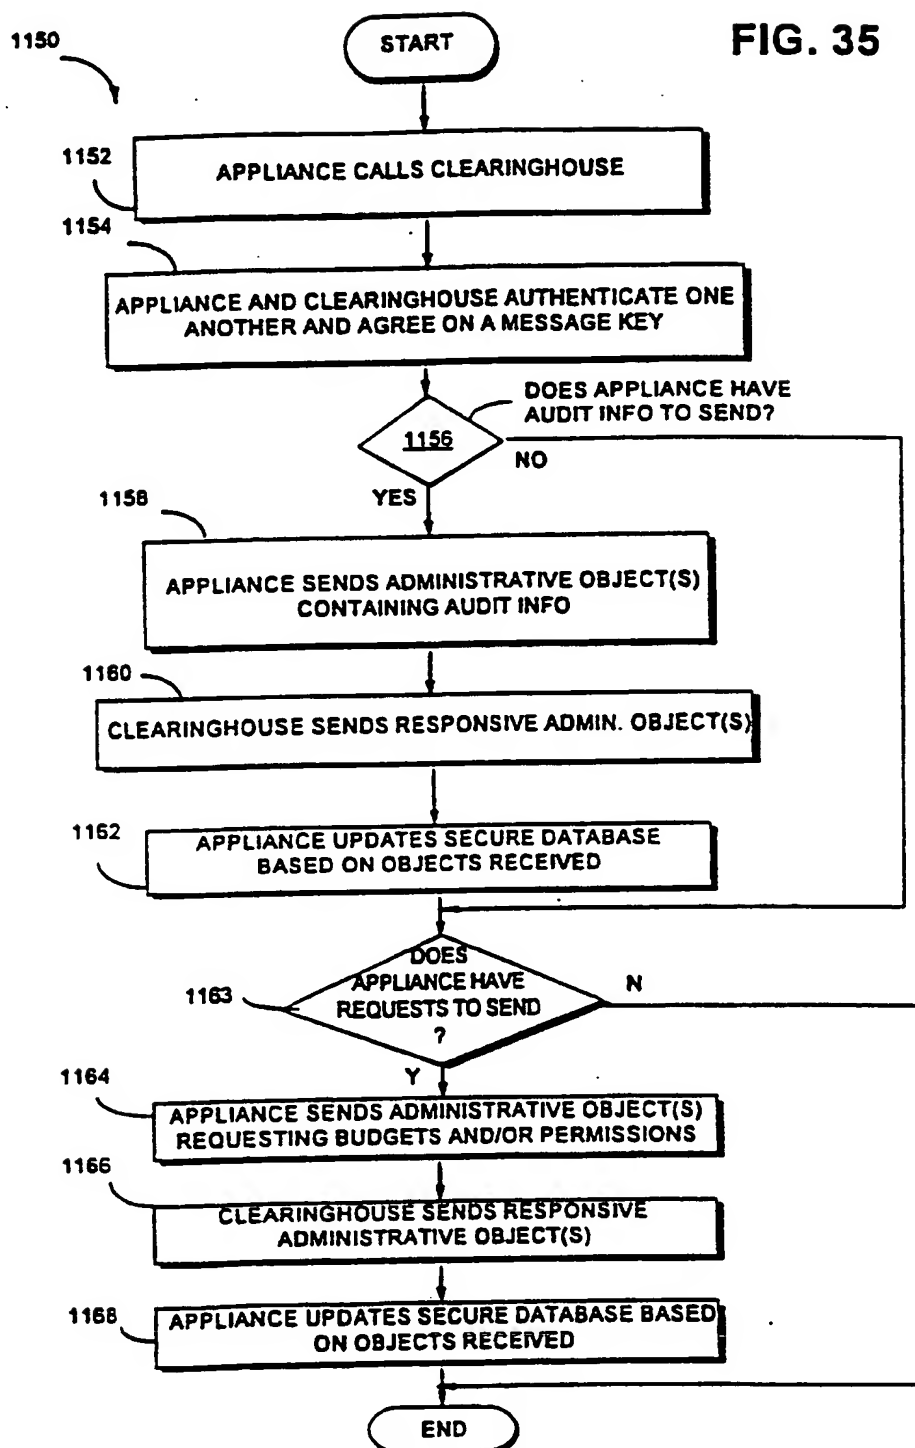 1150
START
FIG. 35
1152
APPLIANCE CALLS CLEARINGHOUSE
1154
APPLIANCE AND CLEARINGHOUSE AUTHENTICATE ONE
ANOTHER AND AGREE ON A MESSAGE KEY
DOES APPLIANCE HAVE
AUDIT INFO TO SEND?
1156
NO
YES
1158
APPLIANCE SENDS ADMINISTRATIVE OBJECT(S)
CONTAINING AUDIT INFO
1160
CLEARINGHOUSE SENDS RESPONSIVE ADMIN. OBJECT(S)
1162
APPLIANCE UPDATES SECURE DATABASE
BASED ON OBJECTS RECEIVED
DOES
APPLIANCE HAVE
REQUESTS TO SEND
?
1163
N
Y
1164
APPLIANCE SENDS ADMINISTRATIVE OBJECT(S)
REQUESTING BUDGETS AND/OR PERMISSIONS
1166
CLEARINGHOUSE SENDS RESPONSIVE
ADMINISTRATIVE OBJECT(S)
1168
APPLIANCE UPDATES SECURE DATABASE BASED
ON OBJECTS RECEIVED
END